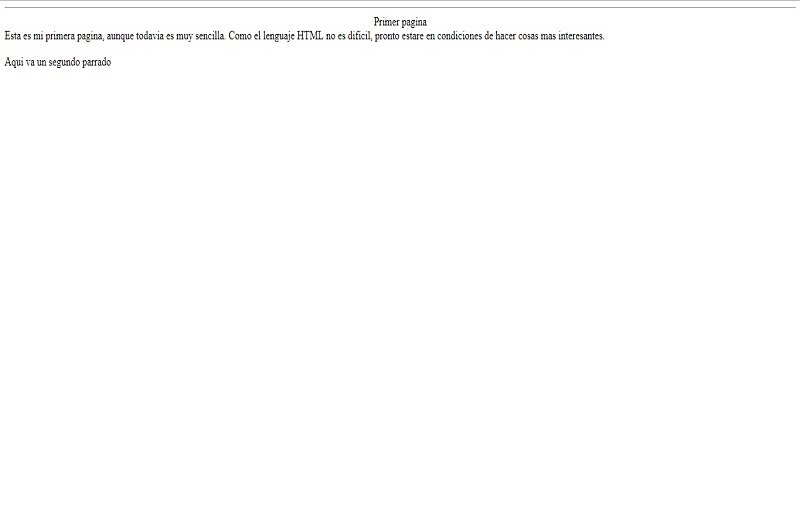 Primer pagina
Esta es mi primera pagina, aunque todavia es muy sencilla. Como el lenguaje HTML no es dificil, pronto estare en condiciones de hacer cosas mas interesantes.
Aqui va un segundo parrado